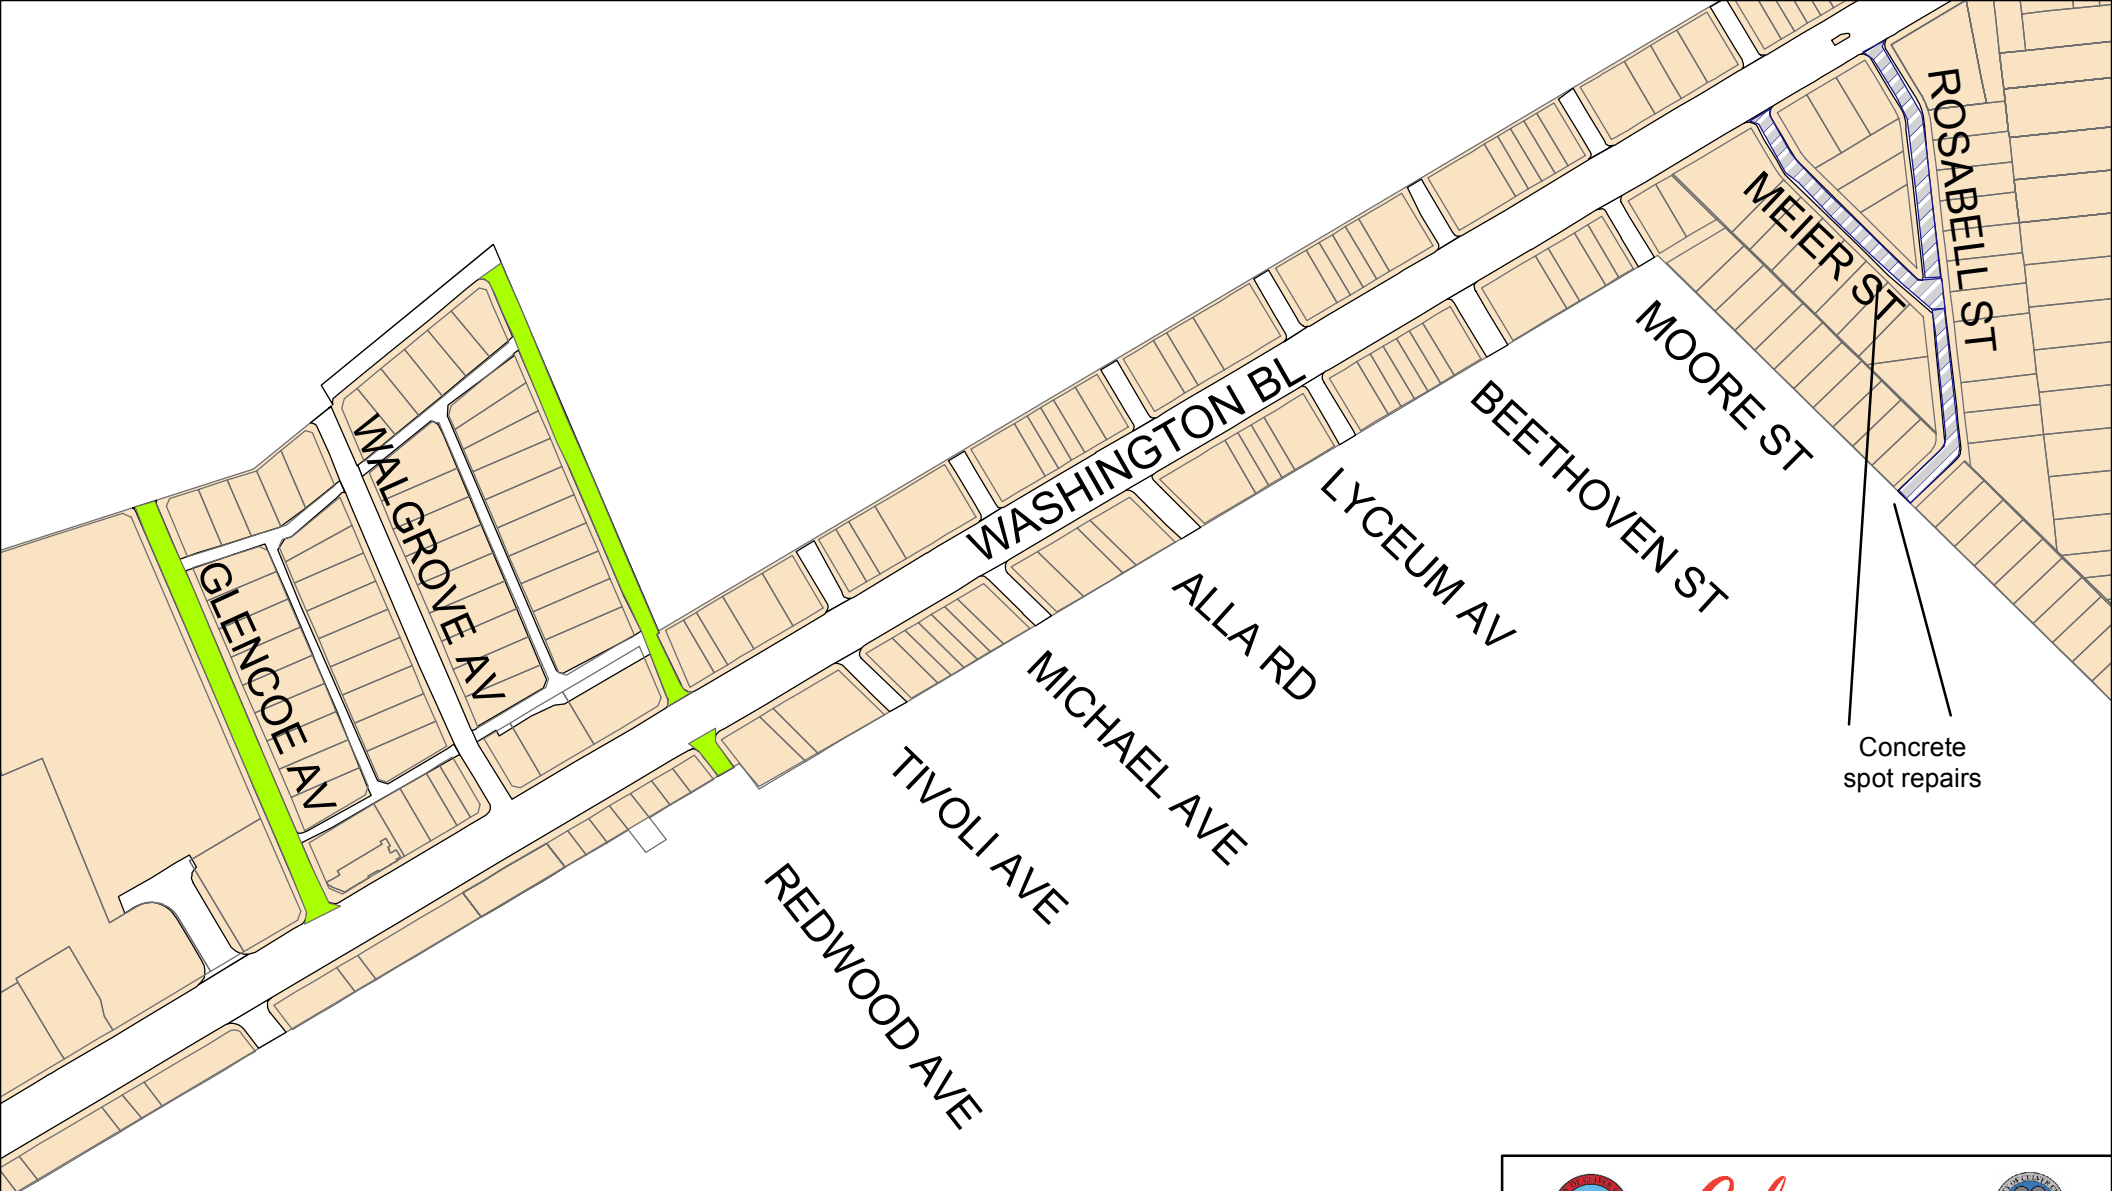 ROSABELL ST
MEIER ST
MOORE ST
WASHINGTON BL
BEETHOVEN ST
WALGROVE AV
LYCEUM AV
GLENCOE AV
ALLA RD
MICHAEL AVE
TIVOLI AVE
REDWOOD AVE
Concrete
spot repairs